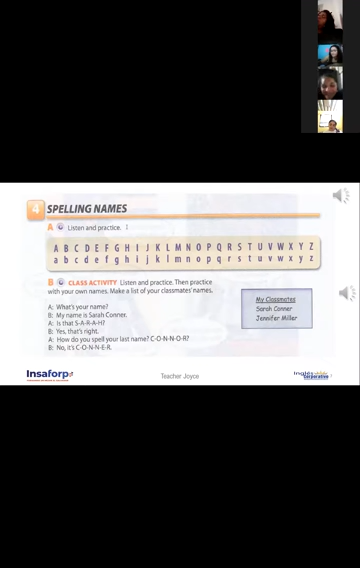 4 SPELLING NAMES
A Listen and practice.
A B C D E F G H I J K L M N O P Q R S T U V W X Y Z
a b c d e f g h i j k l m n o p q r s t u v w x y z
B CLASS ACTIVITY Listen and practice. Then practice
with your own names. Make a list of your classmates' names.
A: What's your name?
B: My name is Sarah Conner.
A: Is that S-A-R-A-H?
B: Yes, that's right.
A: How do you spell your last name? C-O-N-N-O-R?
B: No, it's C-O-N-N-E-R.
My Classmates
Sarah Conner
Jennifer Miller
Insaforp
Teacher Joyce
Corporativo